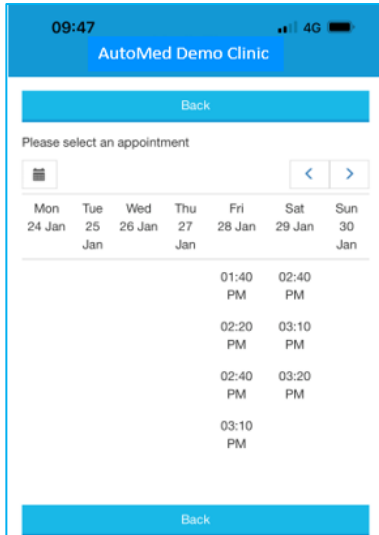 09:47 4G
AutoMed Demo Clinic
Back
Please select an appointment
Mon Tue Wed Thu Fri Sat Sun
24 Jan 25 26 Jan 27 28 Jan 29 Jan 30
Jan Jan Jan
01:40 02:40
PM PM
02:20 03:10
PM PM
02:40 03:20
PM PM
03:10
PM
Back